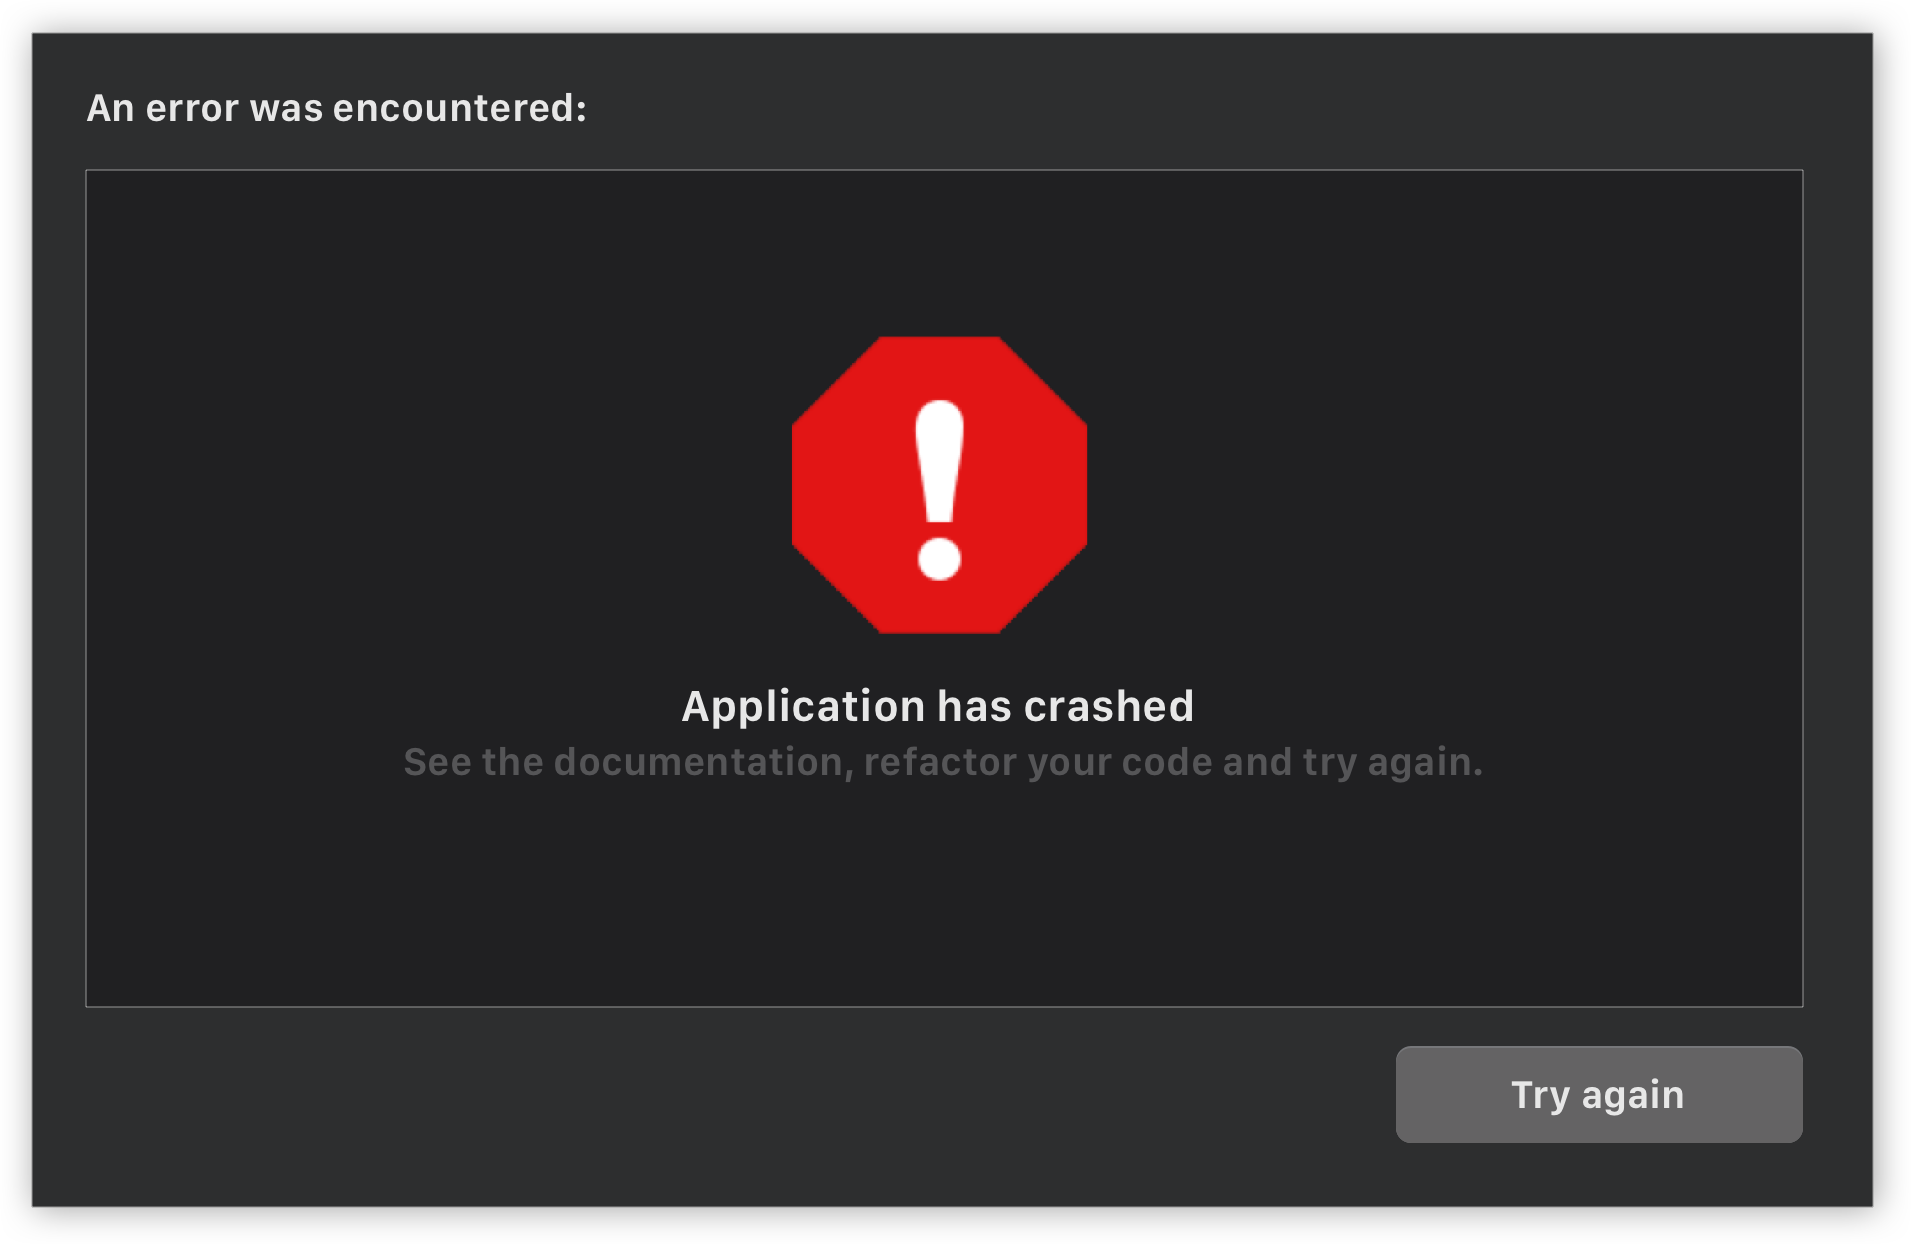 An error was encountered:
Application has crashed
See the documentation, refactor your code and try again.
Try again